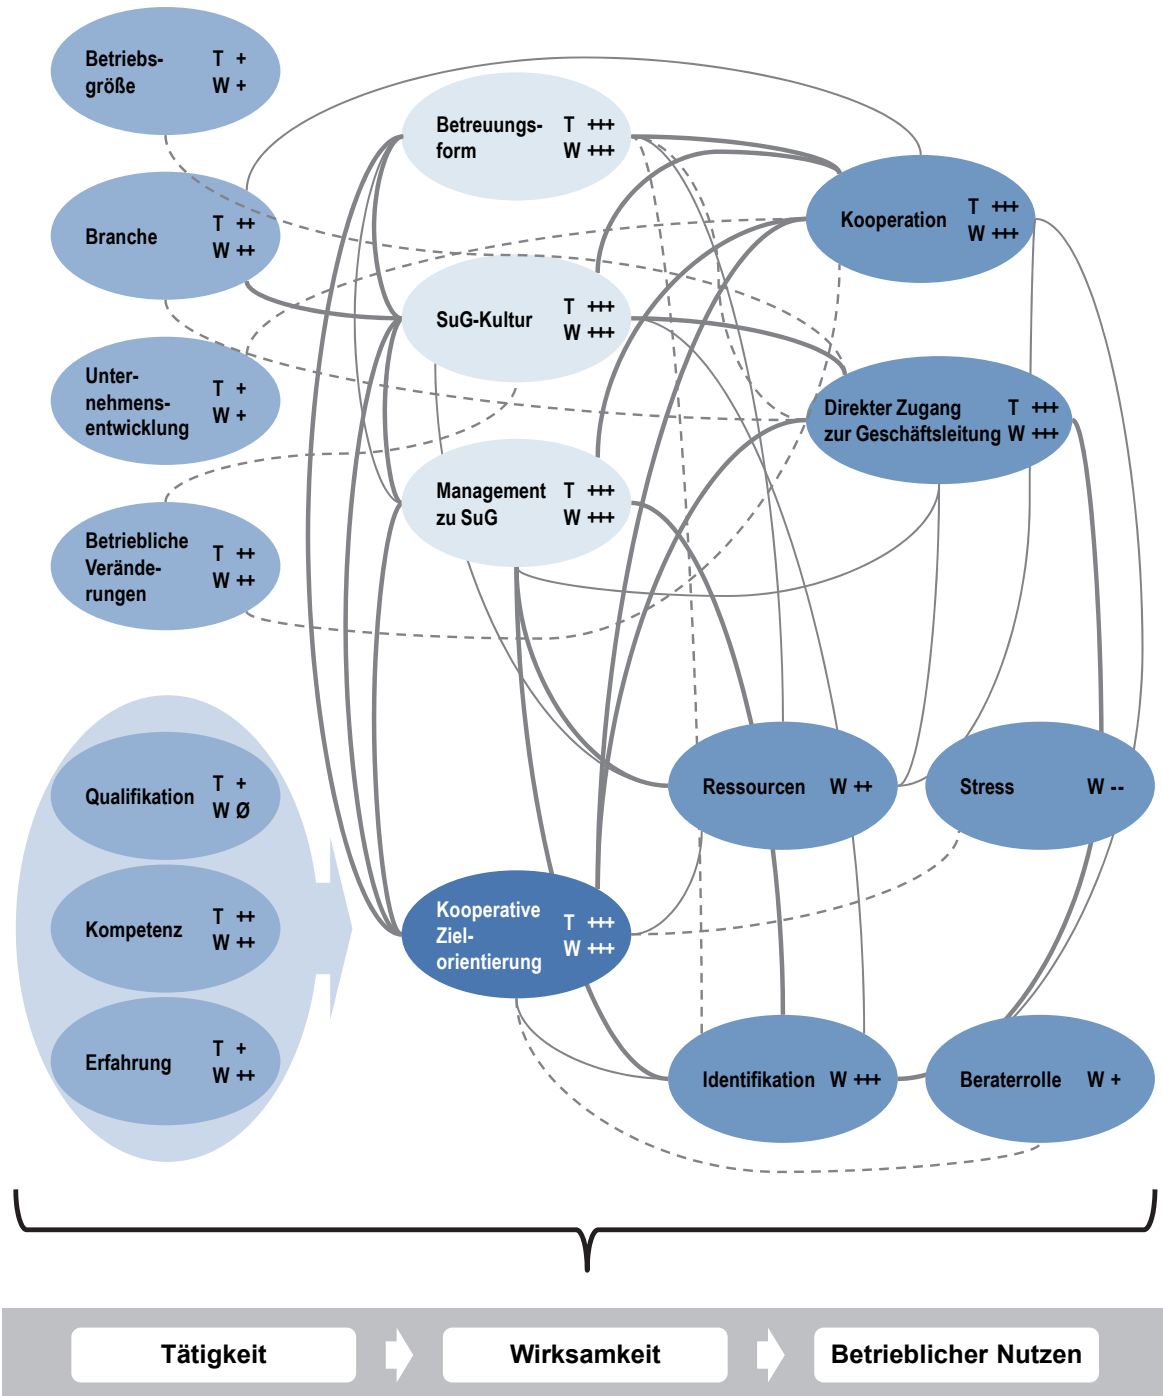 Betriebs-
größe
T +
W +
Branche
T ++
W ++
Unter-
nehmens-
entwicklung
T +
W +
Betriebliche
Verände-
rungen
T ++
W ++
Qualifikation
T +
W Ø
Kompetenz
T ++
W ++
Erfahrung
T +
W ++
Betreuungs-
form
T +++
W +++
SuG-Kultur
T +++
W +++
Management
zu SuG
T +++
W +++
Kooperative
Ziel-
orientierung
T +++
W +++
Kooperation
T +++
W +++
Direkter Zugang
zur Geschäftsleitung
T +++
W +++
Ressourcen W ++
Stress W --
Identifikation W +++
Beraterrolle W +
Tätigkeit
Wirksamkeit
Betrieblicher Nutzen